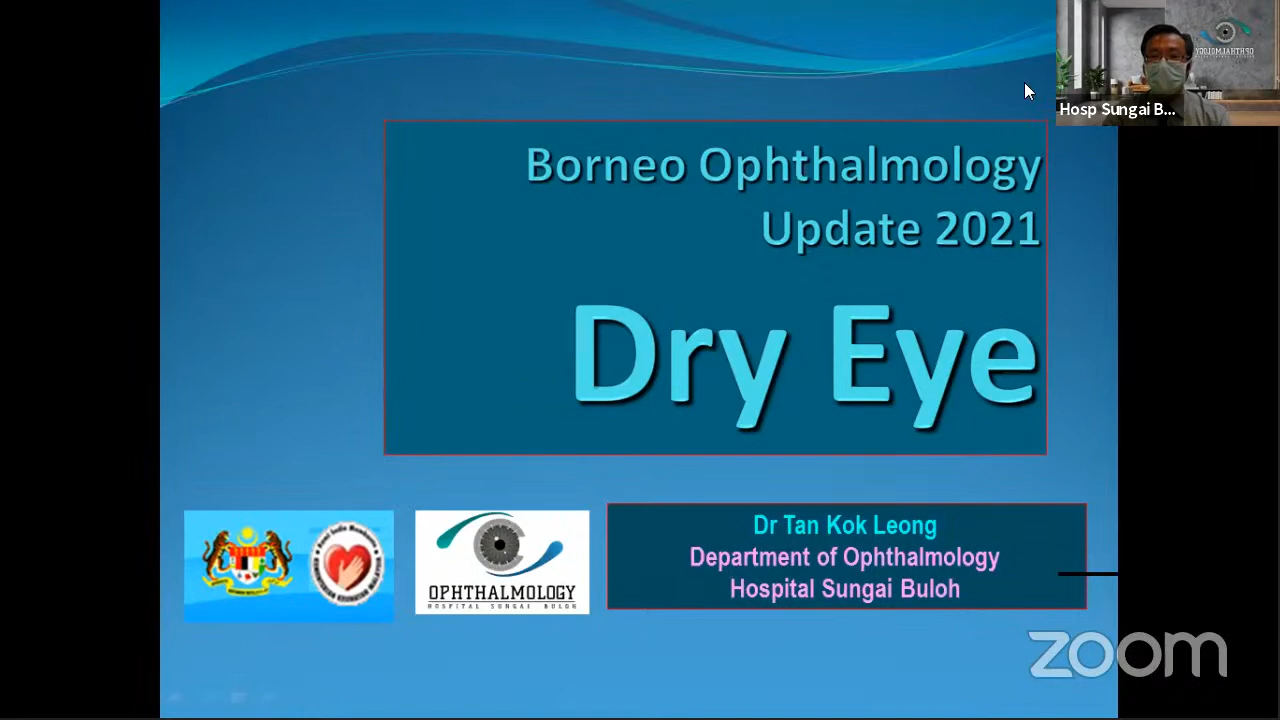 OPHTHALMOLOGY
Hosp Sungai B...
Borneo Ophthalmology
Update 2021
Dry Eye
OPHTHALMOLOGY
HOSPITAL SUNGAI BULOH
Dr Tan Kok Leong
Department of Ophthalmology
Hospital Sungai Buloh
zoom